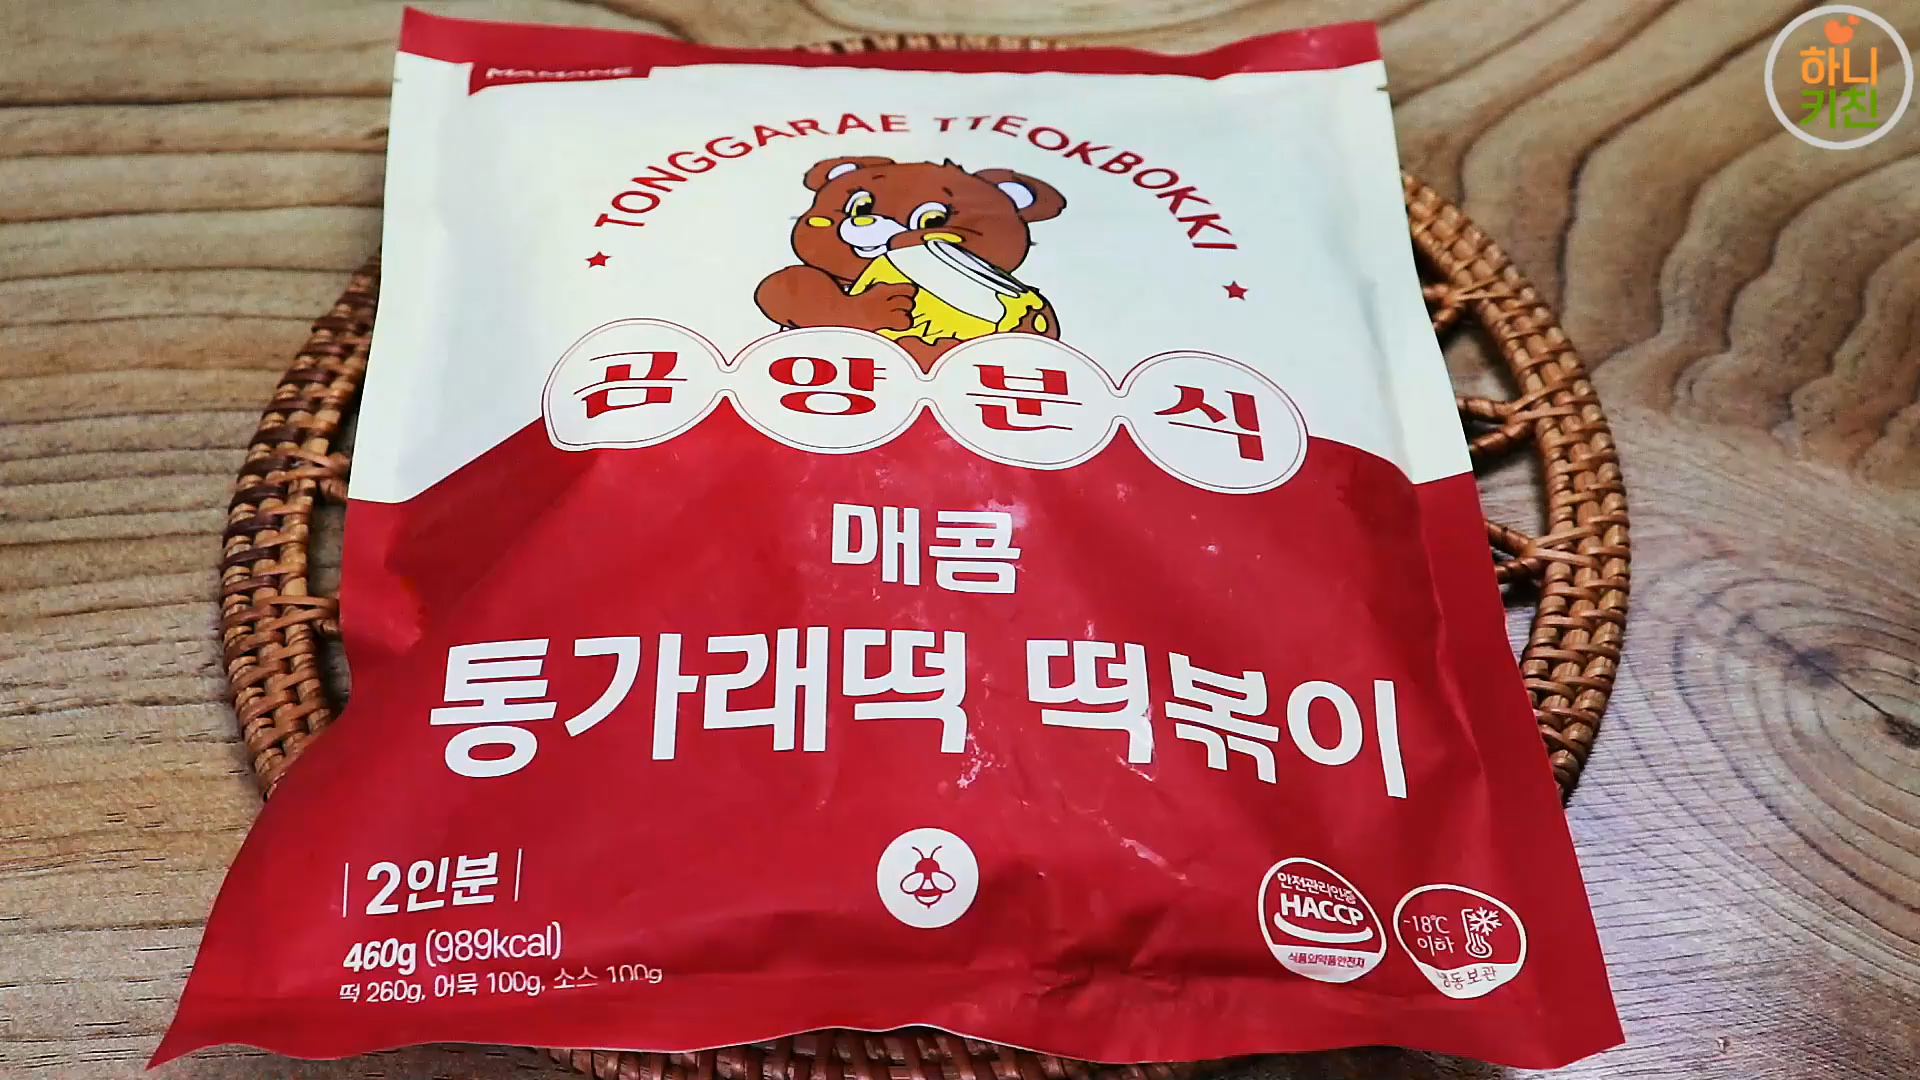 하니
키친
MAMANE
TONGGARAE TTEOKBOKKI
곰양분식
매콤
통가래떡 떡볶이
2인분
460g (989kcal)
떡 260g, 어묵 100g, 소스 100g
안전관리인증
HACCP
식품의약품안전처
-18℃
이하
냉동보관